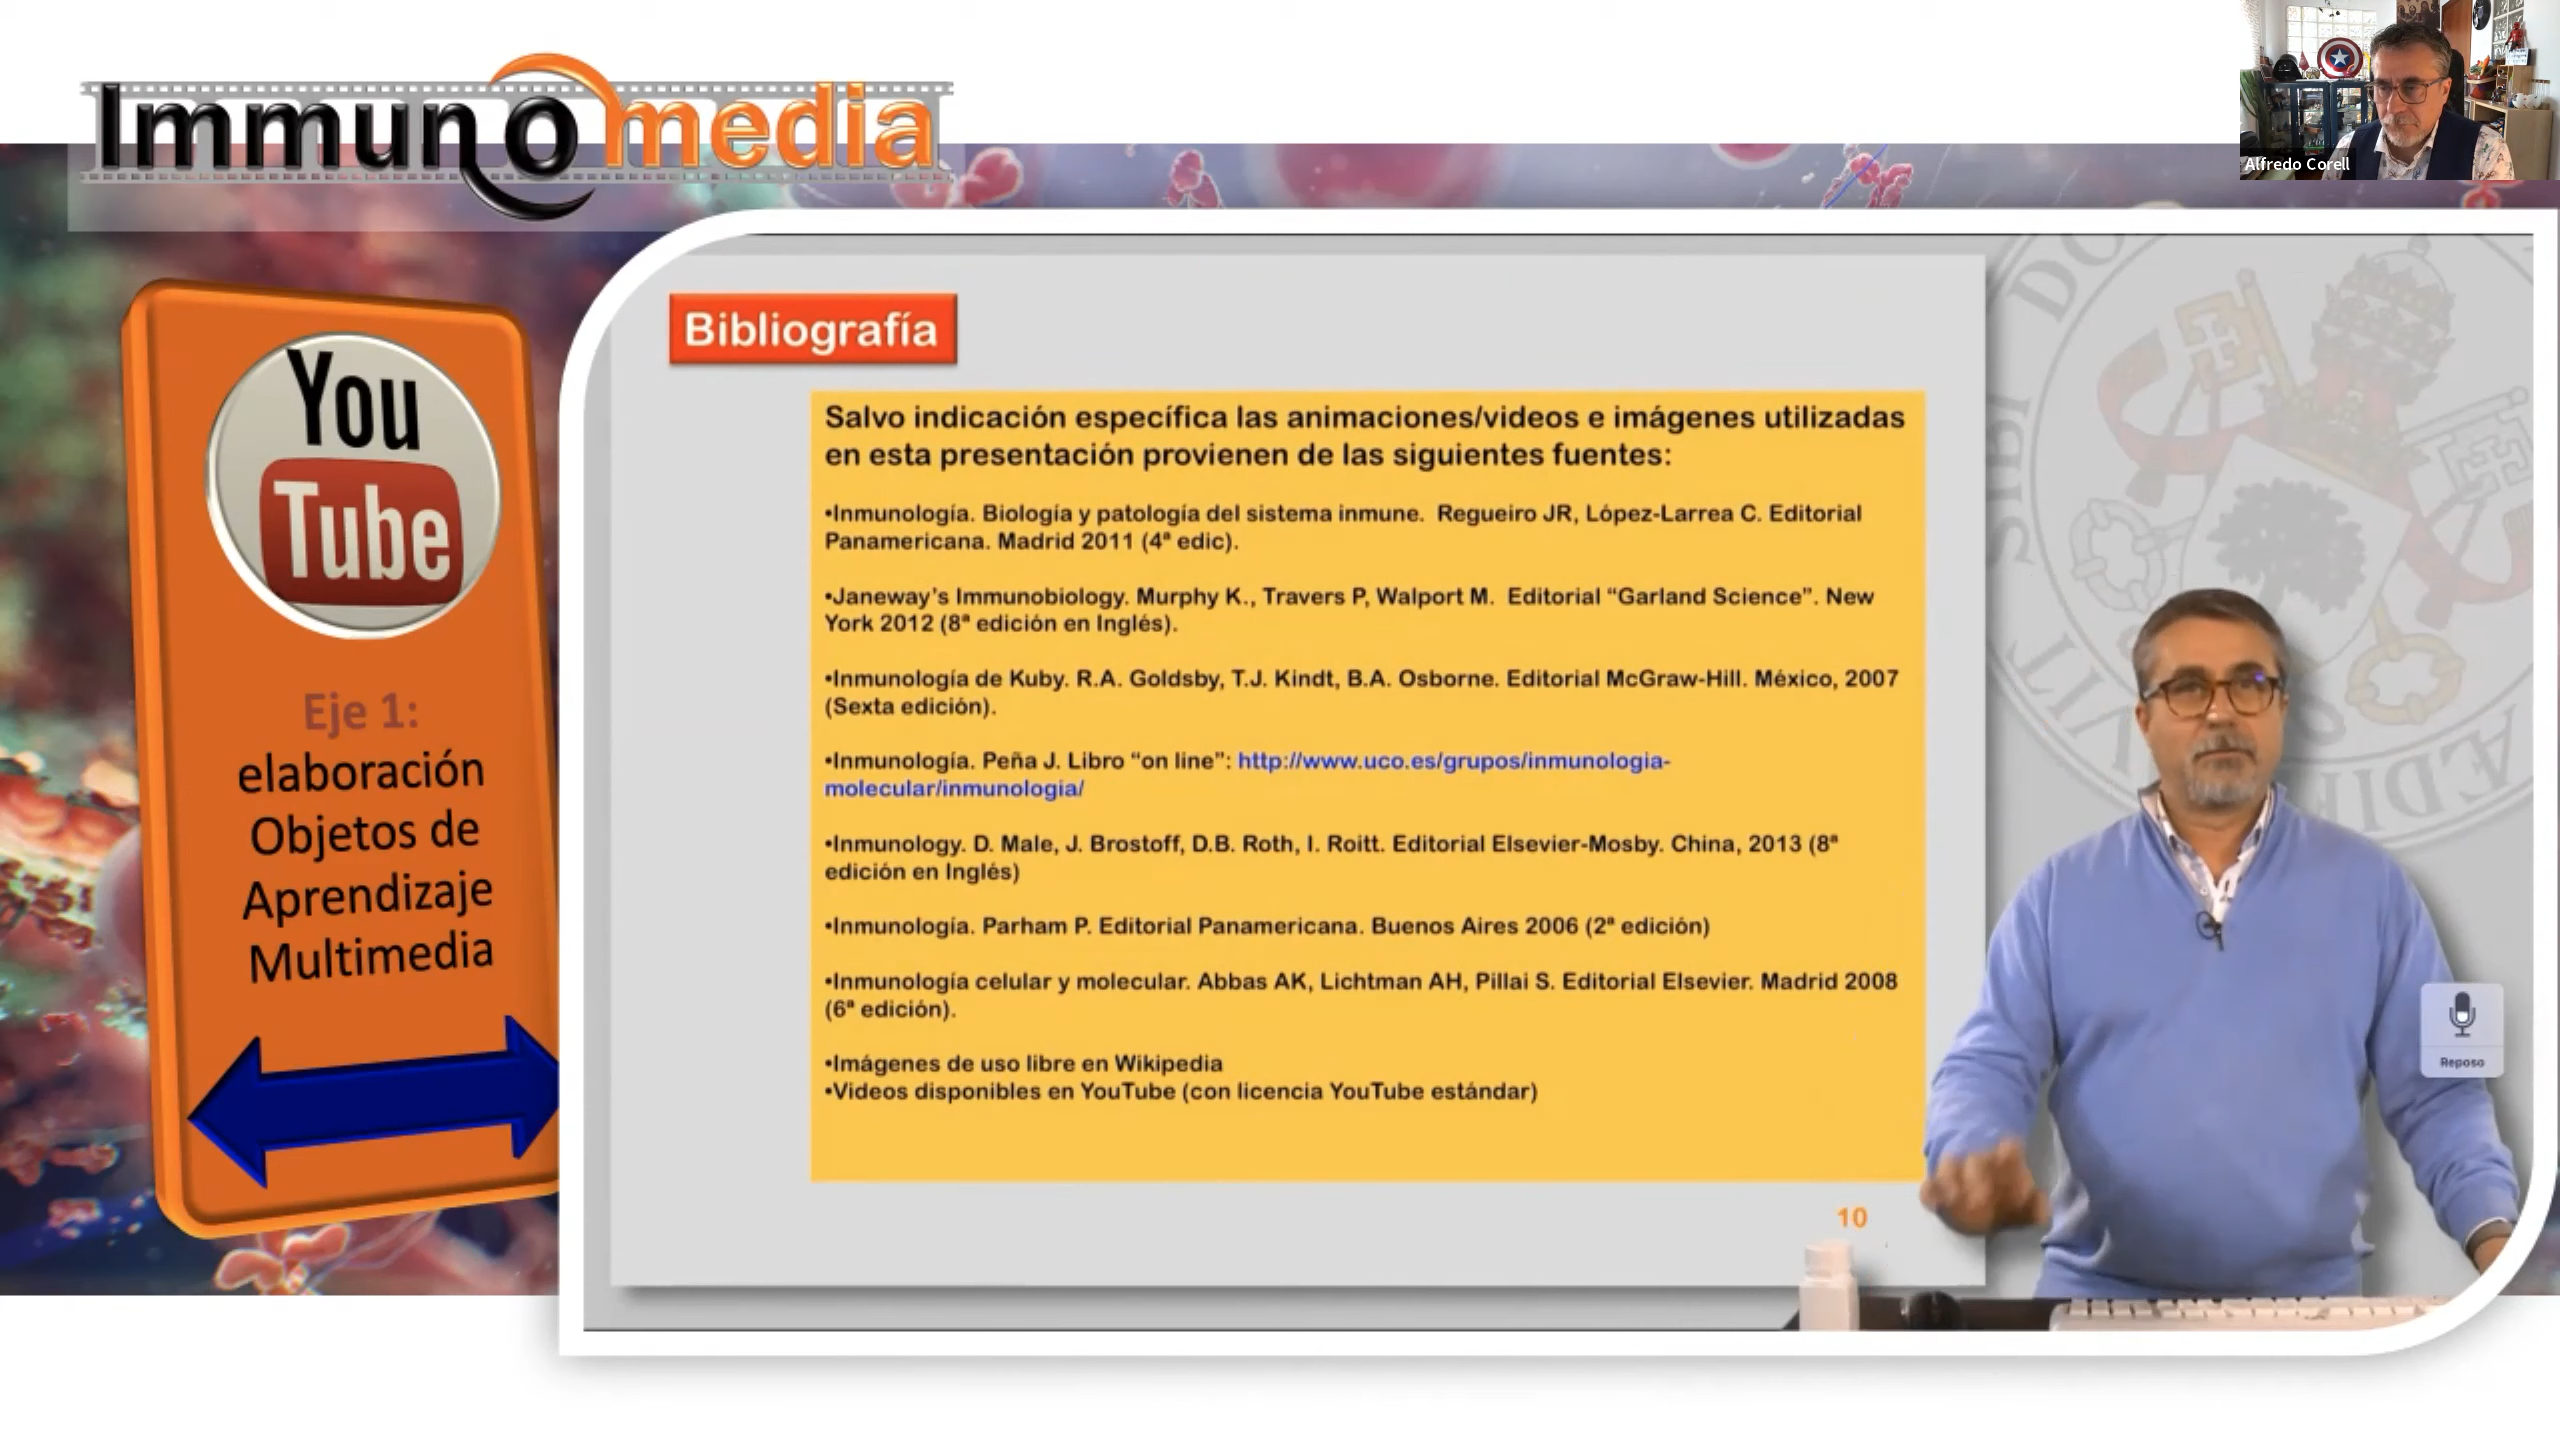 Immunomedia
Alfredo Corell
You
Tube
Eje 1:
elaboración
Objetos de
Aprendizaje
Multimedia
Bibliografía
Salvo indicación específica las animaciones/videos e imágenes utilizadas
en esta presentación provienen de las siguientes fuentes:
•Inmunología. Biología y patología del sistema inmune. Regueiro JR, López-Larrea C. Editorial
Panamericana. Madrid 2011 (4ª edic).
•Janeway's Immunobiology. Murphy K., Travers P, Walport M. Editorial “Garland Science”. New
York 2012 (8ª edición en Inglés).
•Inmunología de Kuby. R.A. Goldsby, T.J. Kindt, B.A. Osborne. Editorial McGraw-Hill. México, 2007
(Sexta edición).
•Inmunología. Peña J. Libro “on line”: http://www.uco.es/grupos/inmunologia-
molecular/inmunologia/
•Inmunology. D. Male, J. Brostoff, D.B. Roth, I. Roitt. Editorial Elsevier-Mosby. China, 2013 (8ª
edición en Inglés)
•Inmunología. Parham P. Editorial Panamericana. Buenos Aires 2006 (2ª edición)
•Inmunología celular y molecular. Abbas AK, Lichtman AH, Pillai S. Editorial Elsevier. Madrid 2008
(6ª edición).
•Imágenes de uso libre en Wikipedia
•Videos disponibles en YouTube (con licencia YouTube estándar)
10
Reposo